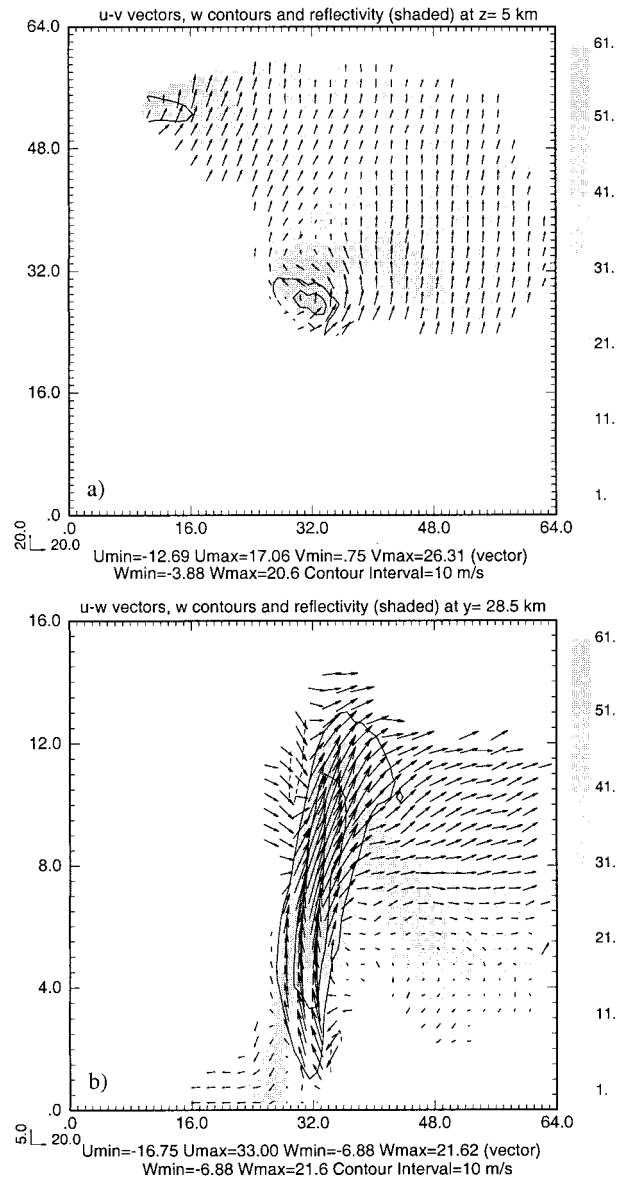 u-v vectors, w contours and reflectivity (shaded) at z= 5 km
64.0
48.0
32.0
16.0
.0
a)
.0 16.0 32.0 48.0 64.0
61.
51.
41.
31.
21.
11.
1.
20.0
20.0
Umin=-12.69 Umax=17.06 Vmin=.75 Vmax=26.31 (vector)
Wmin=-3.88 Wmax=20.6 Contour Interval=10 m/s
u-w vectors, w contours and reflectivity (shaded) at y= 28.5 km
16.0
12.0
8.0
4.0
.0
b)
.0 16.0 32.0 48.0 64.0
61.
51.
41.
31.
21.
11.
1.
5.0
20.0
Umin=-16.75 Umax=33.00 Wmin=-6.88 Wmax=21.62 (vector)
Wmin=-6.88 Wmax=21.6 Contour Interval=10 m/s